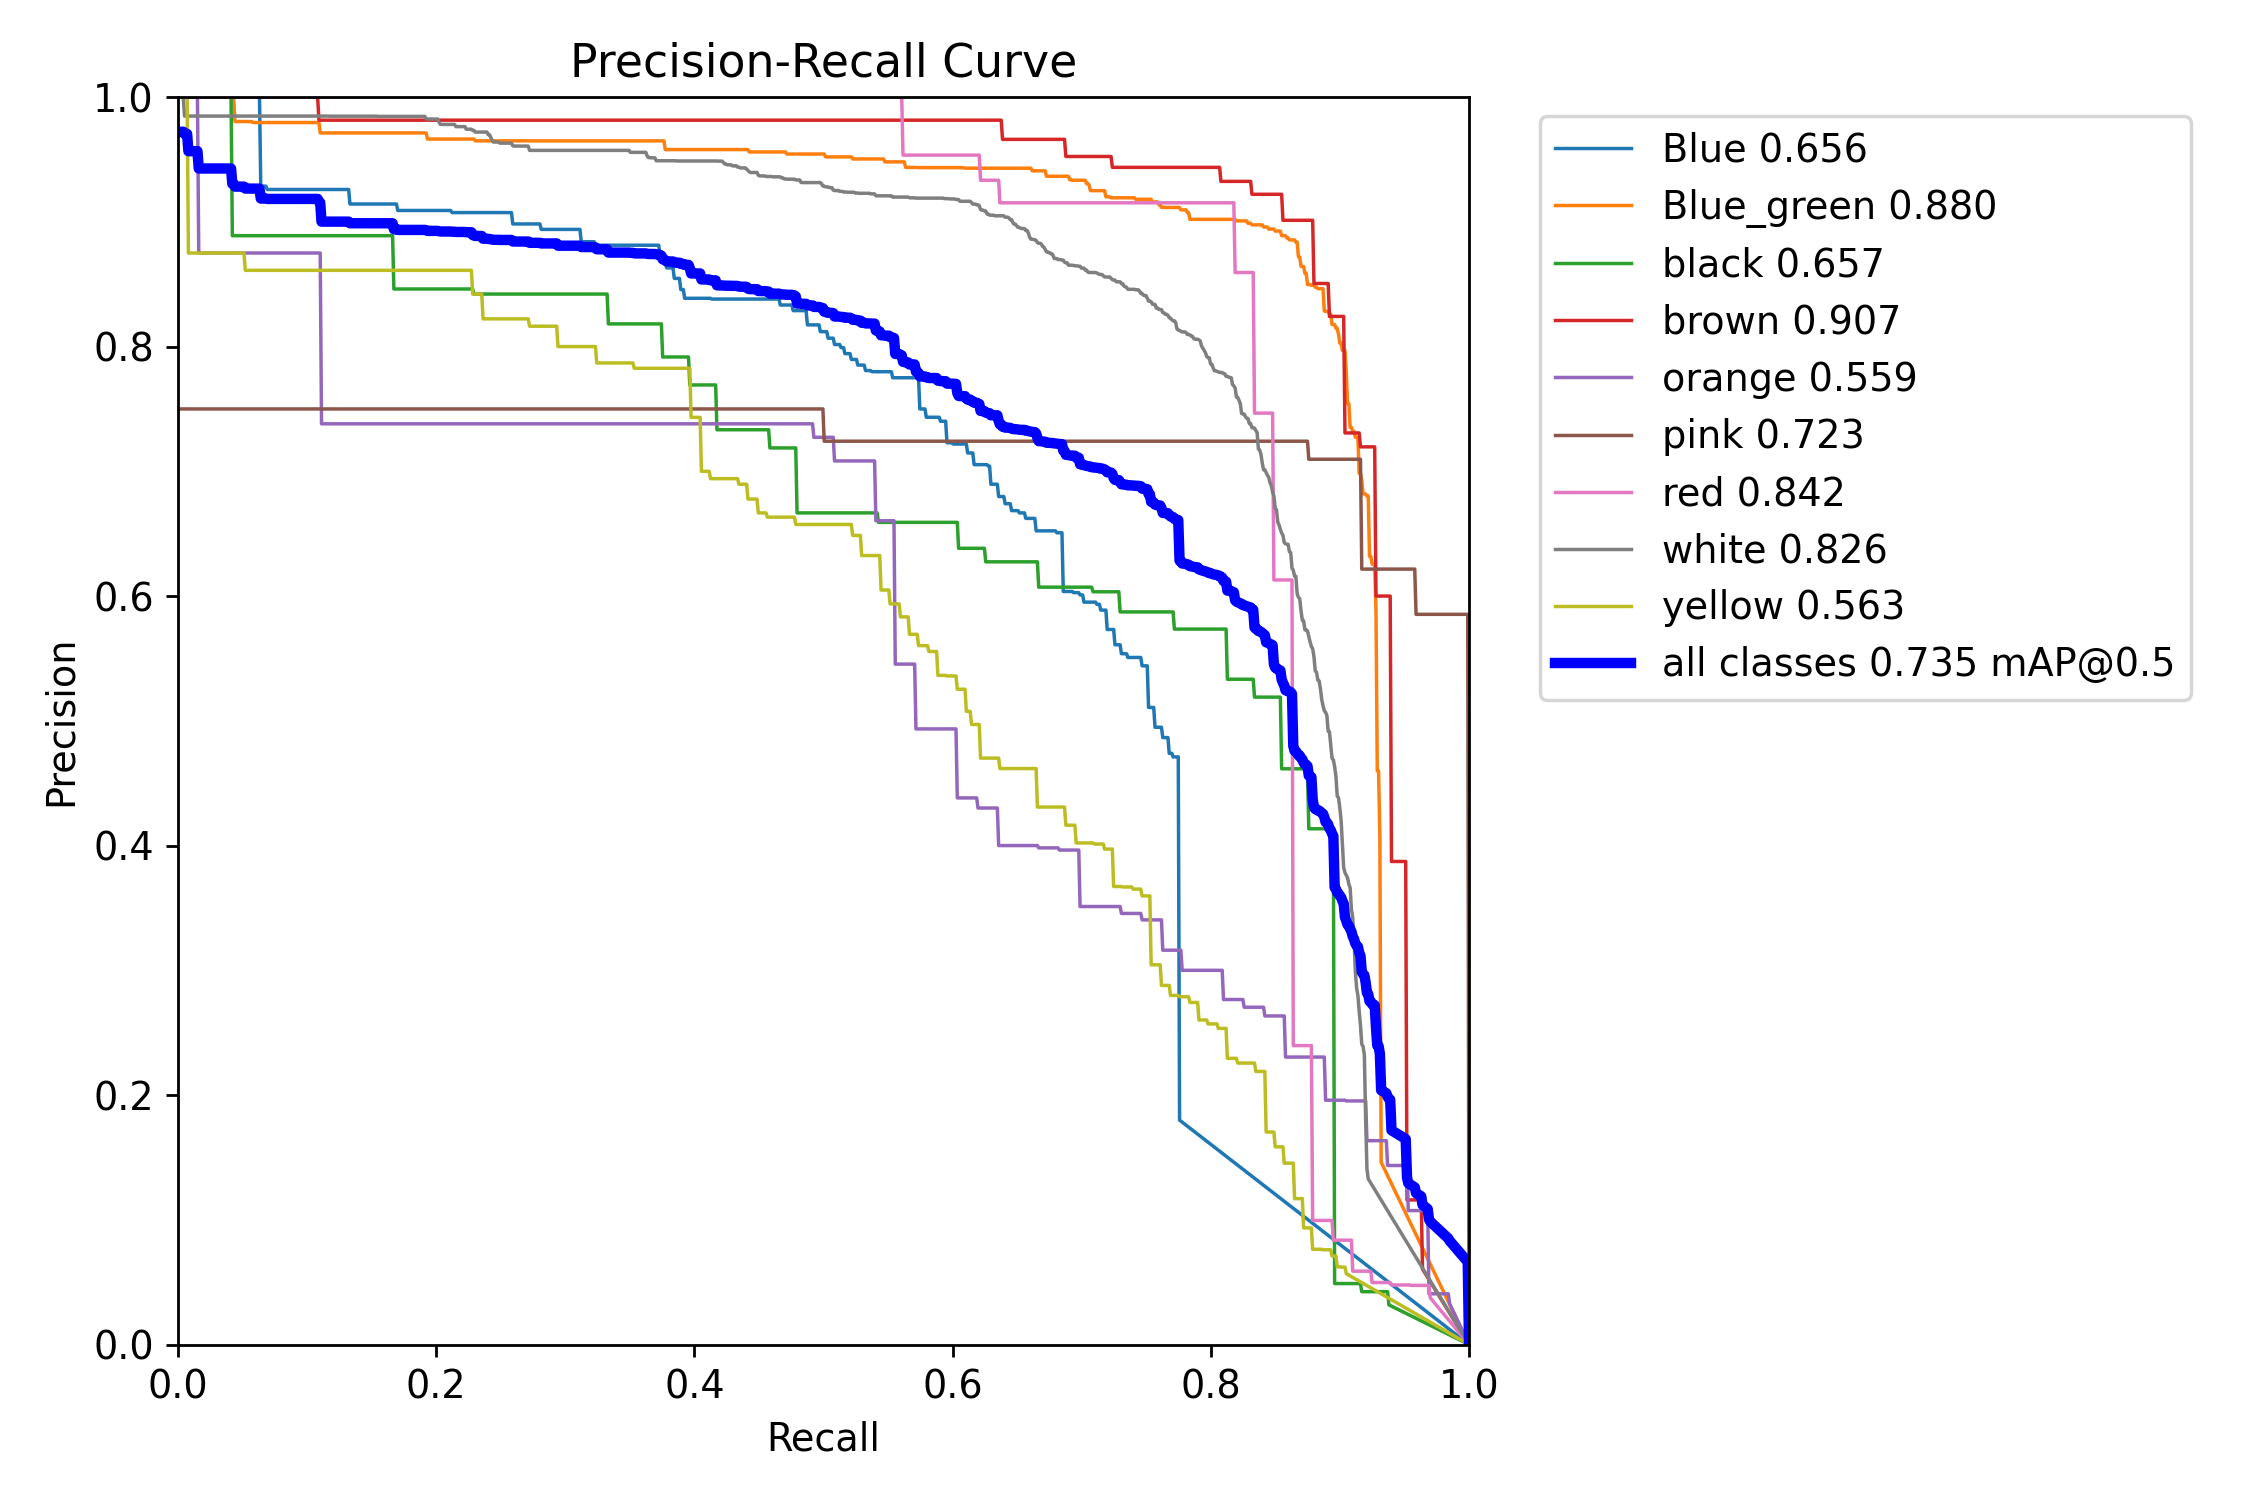 Precision-Recall Curve
1.0
0.8
0.6
0.4
0.2
0.0
Precision
0.0 0.2 0.4 0.6 0.8 1.0
Recall
Blue 0.656
Blue_green 0.880
black 0.657
brown 0.907
orange 0.559
pink 0.723
red 0.842
white 0.826
yellow 0.563
all classes 0.735 mAP@0.5